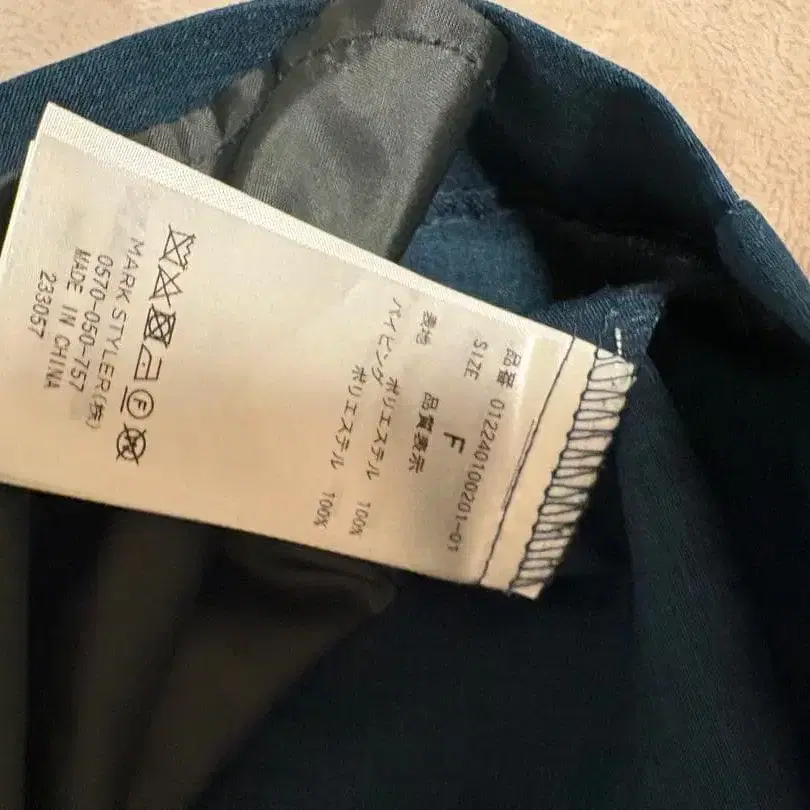 品番 012240100201-01
SIZE F
品質表示
表地 ポリエステル 100%
パイピング ポリエステル 100%
MARK STYLER(株)
0570-050-757
MADE IN CHINA
233057